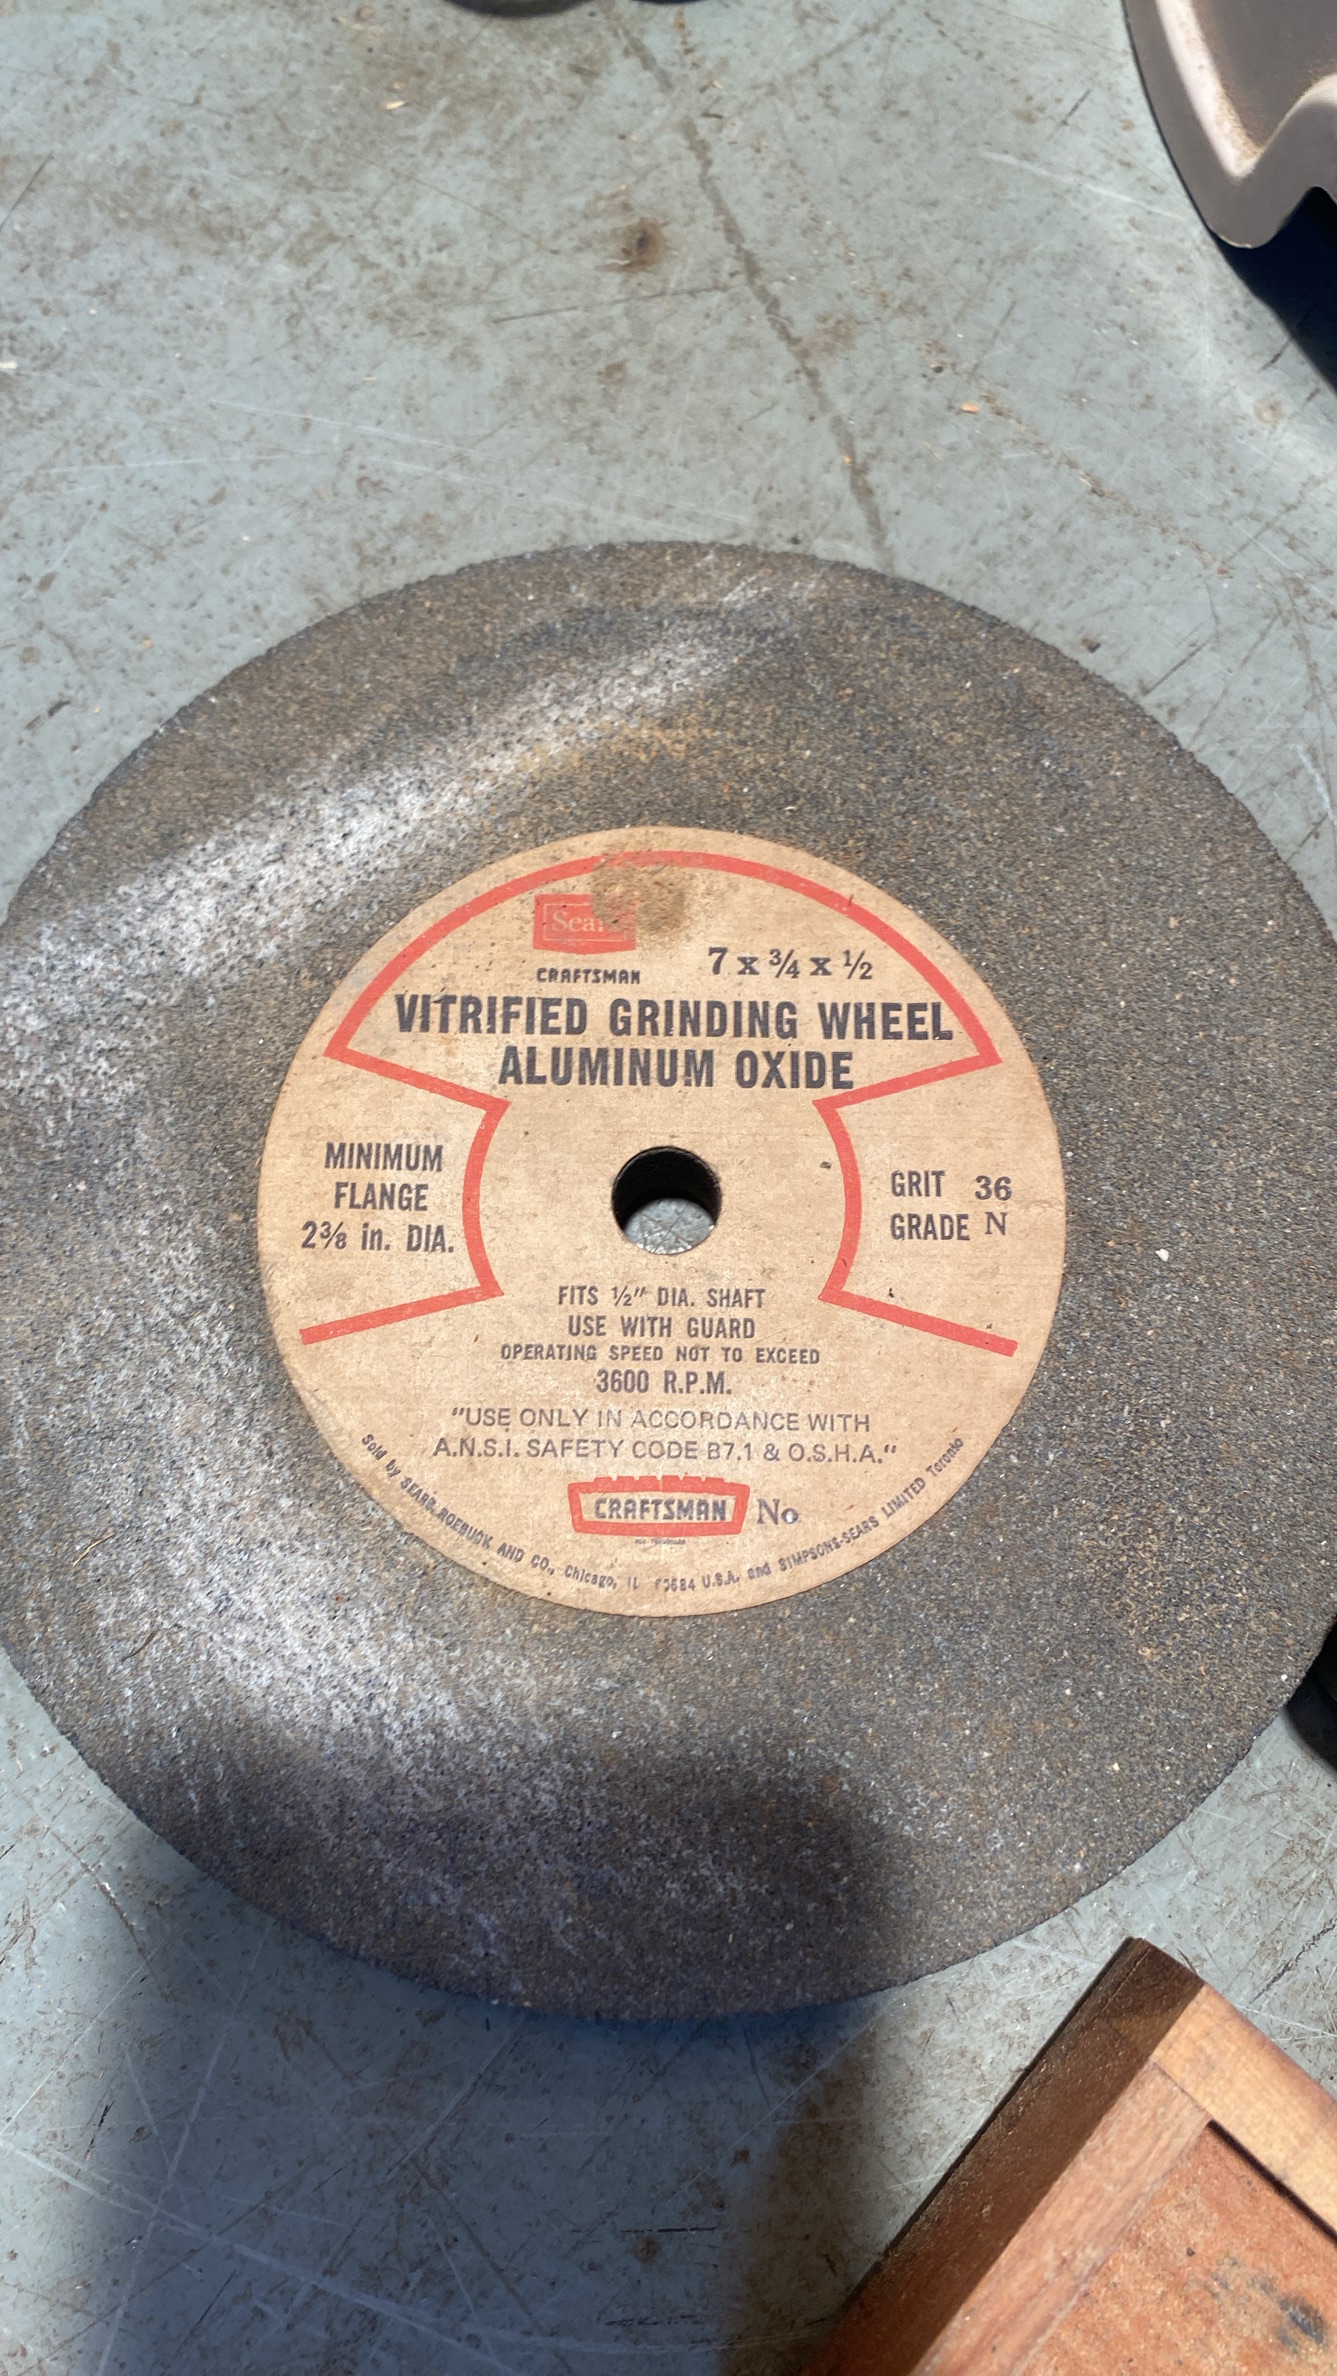 Sears
CRAFTSMAN
7 x 3/4 x 1/2
VITRIFIED GRINDING WHEEL
ALUMINUM OXIDE
MINIMUM
FLANGE
2 3/8 in. DIA.
GRIT 36
GRADE N
FITS 1/2" DIA. SHAFT
USE WITH GUARD
OPERATING SPEED NOT TO EXCEED
3600 R.P.M.
"USE ONLY IN ACCORDANCE WITH
A.N.S.I. SAFETY CODE B7.1 & O.S.H.A."
CRAFTSMAN No
Sold by SEARS, ROEBUCK AND CO., Chicago, IL U.S.A. and SIMPSONS-SEARS LIMITED Toronto